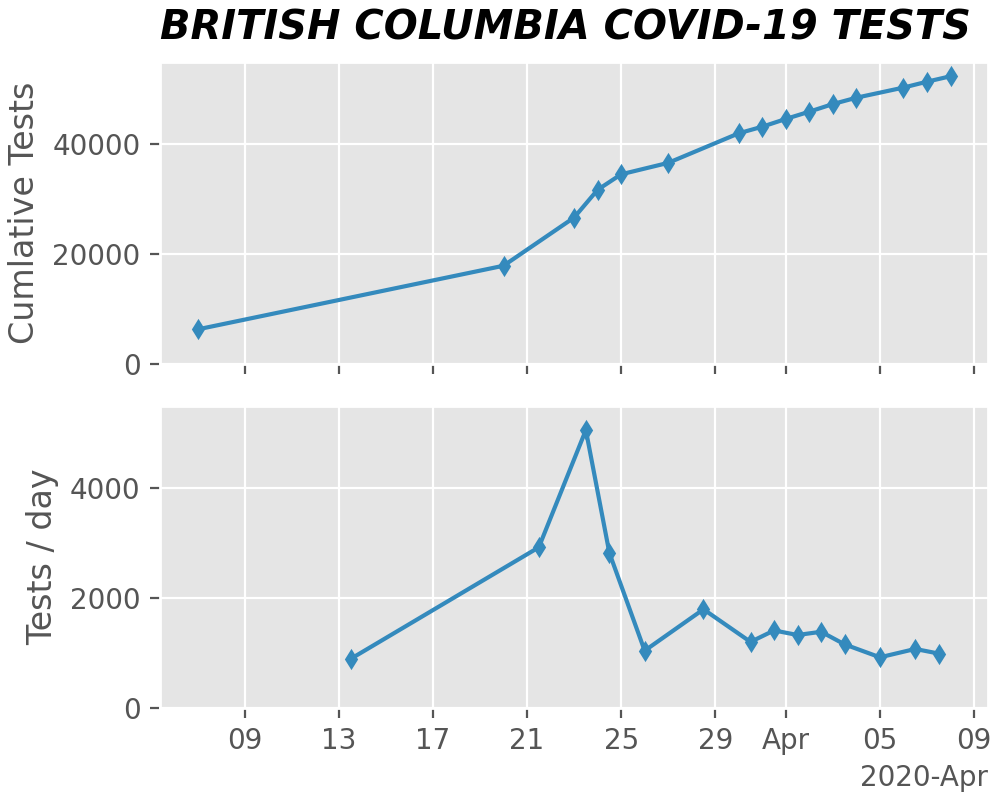 BRITISH COLUMBIA COVID-19 TESTS
Cumlative Tests
40000
20000
0
Tests / day
4000
2000
0
09 13 17 21 25 29 Apr 05 09
2020-Apr